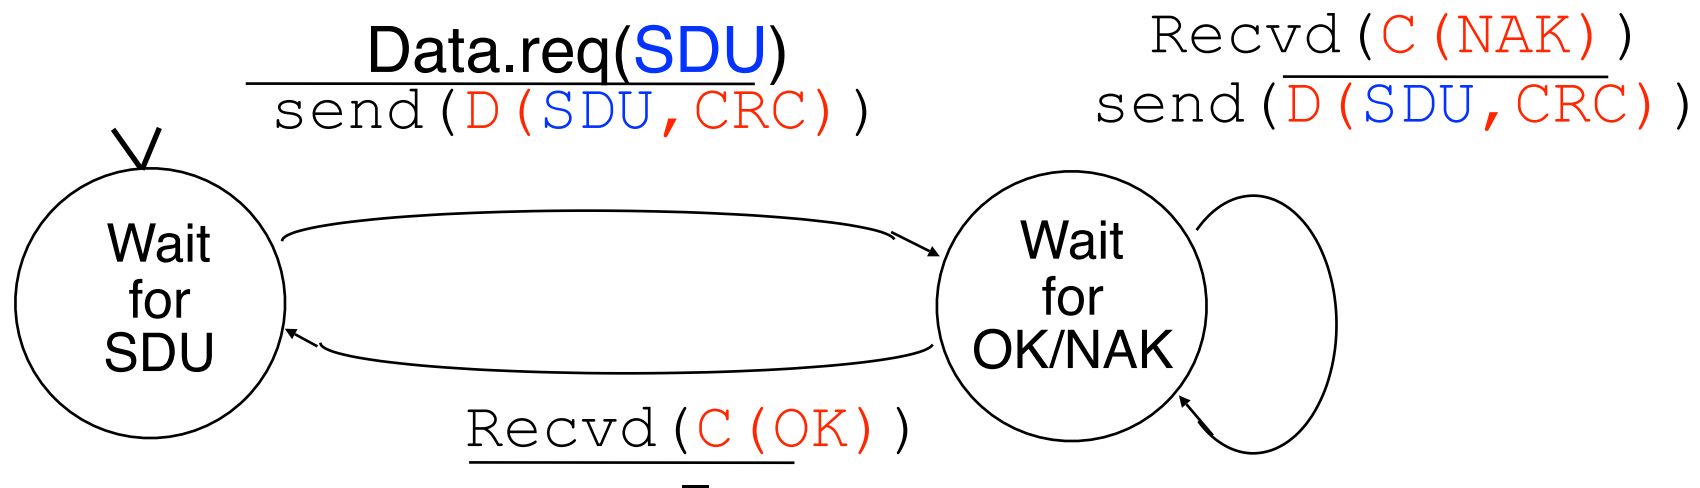 Data.req(SDU)
send(D(SDU,CRC))
Recvd(C(NAK))
send(D(SDU,CRC))
Wait
for
SDU
Wait
for
OK/NAK
Recvd(C(OK))
-